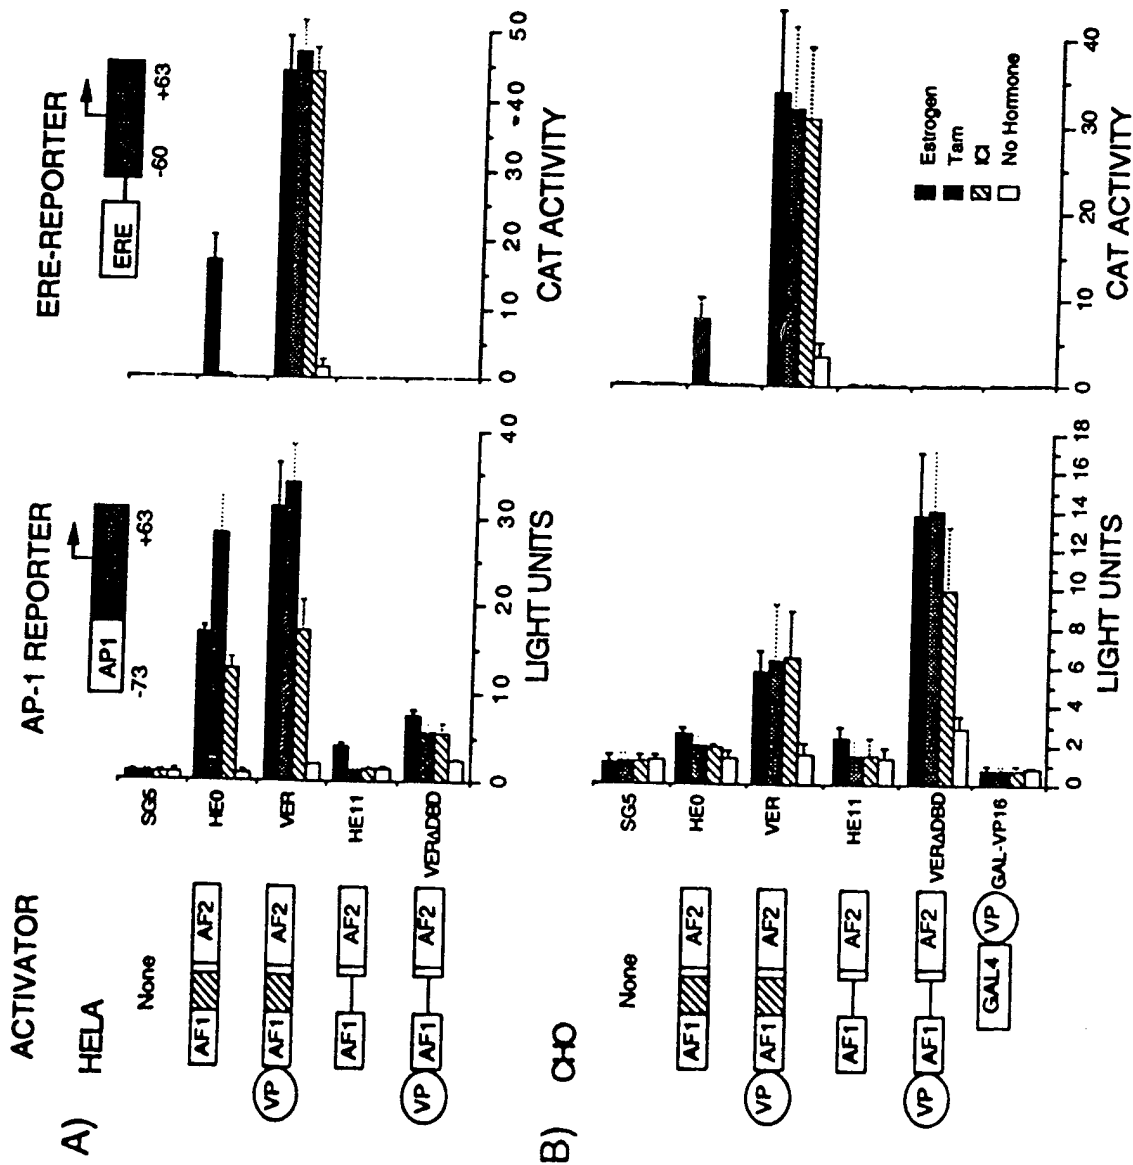 ACTIVATOR
AP-1 REPORTER
ERE-REPORTER
AP1
-73
+63
ERE
-60
+63
A)
HELA
None
SG5
AF1
AF2
HE0
VP
AF1
AF2
VER
AF1
AF2
HE11
VP
AF1
AF2
VERΔDBD
0
10
20
30
40
LIGHT UNITS
0
10
20
30
40
50
CAT ACTIVITY
B)
CHO
None
SG5
AF1
AF2
HE0
VP
AF1
AF2
VER
AF1
AF2
HE11
VP
AF1
AF2
VERΔDBD
GAL4
VP
GAL-VP16
0
2
4
6
8
10
12
14
16
18
LIGHT UNITS
Estrogen
Tam
ICI
No Hormone
0
10
20
30
40
CAT ACTIVITY